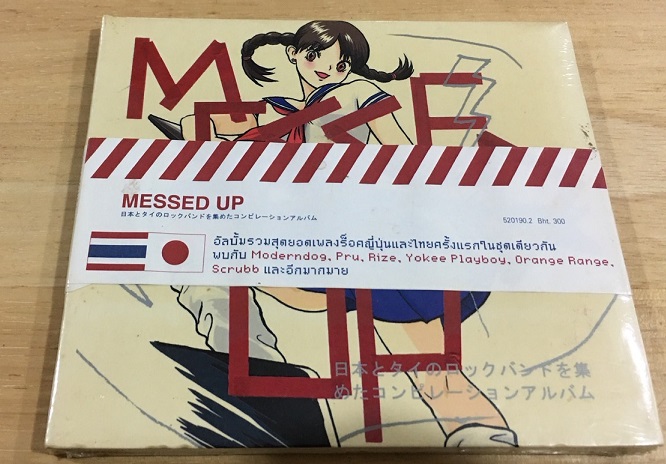 MESSED UP
MESSED UP
日本とタイのロックバンドを集めたコンピレーションアルバム
520190.2 Bht. 300
อัลบั้มรวมสุดยอดเพลงร็อคญี่ปุ่นและไทยครั้งแรกในชุดเดียวกัน
พบกับ Moderndog, Pru, Rize, Yokee Playboy, Orange Range,
Scrubb และอีกมากมาย
日本とタイのロックバンドを集
めたコンピレーションアルバム